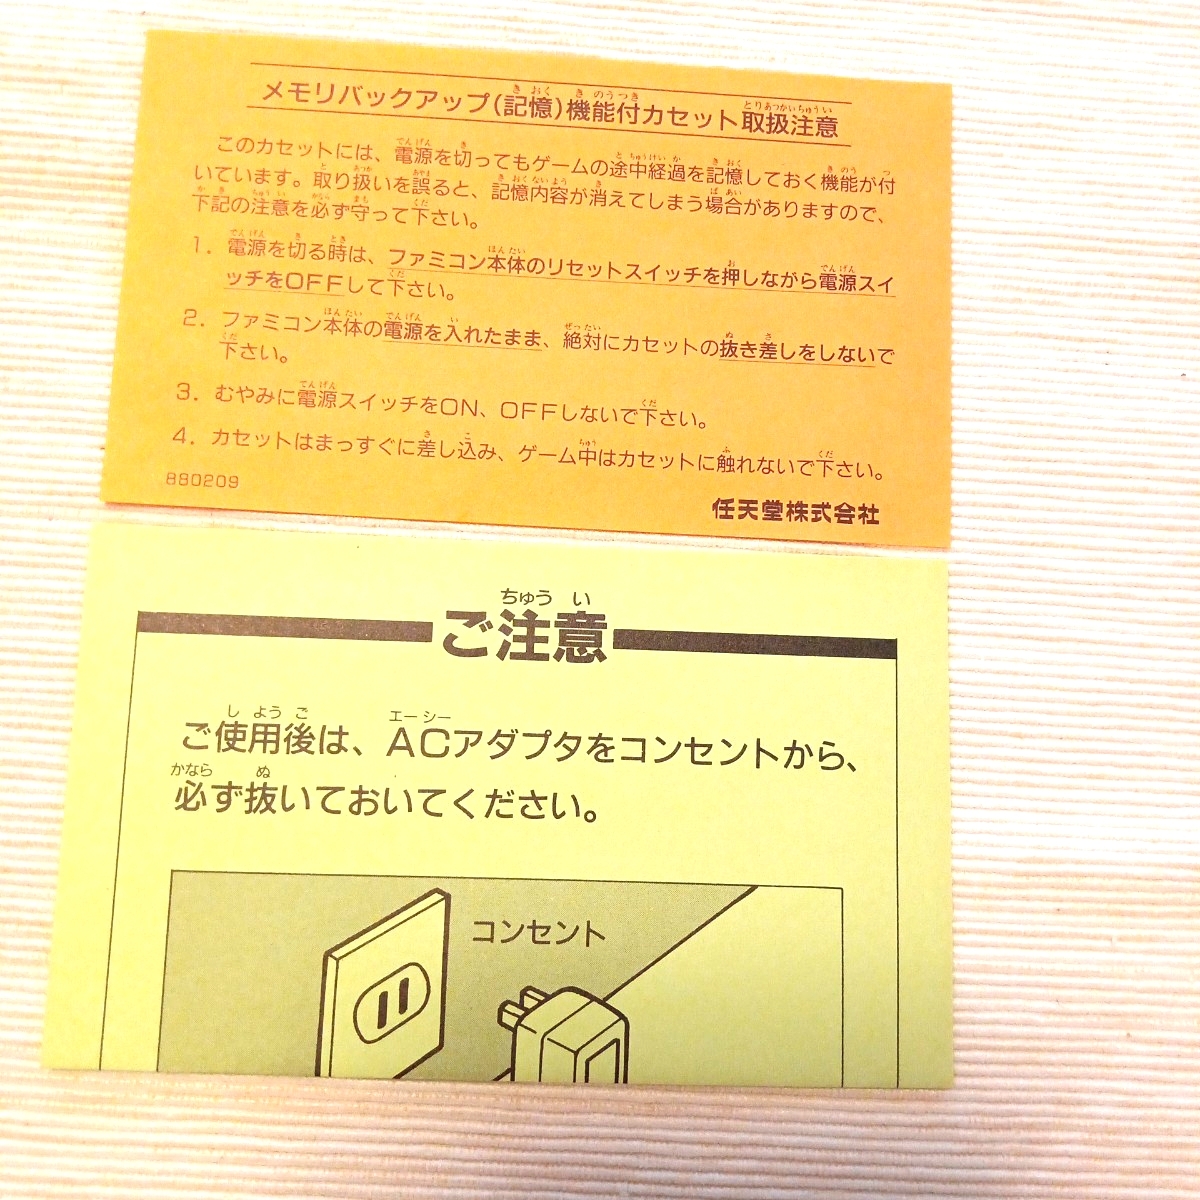 メモリバックアップ(記憶)機能付カセット取扱注意
このカセットには、電源を切ってもゲームの途中経過を記憶しておく機能が付
いています。取り扱いを誤ると、記憶内容が消えてしまう場合がありますので、
下記の注意を必ず守って下さい。
1. 電源を切る時は、ファミコン本体のリセットスイッチを押しながら電源スイ
ッチをOFFして下さい。
2. ファミコン本体の電源を入れたまま、絶対にカセットの抜き差しをしないで
下さい。
3. むやみに電源スイッチをON、OFFしないで下さい。
4. カセットはまっすぐに差し込み、ゲーム中はカセットに触れないで下さい。
880209
任天堂株式会社
ちゅう い
ご注意
し よう ご エーシー
ご使用後は、ACアダプタをコンセントから、
かなら ぬ
必ず抜いておいてください。
コンセント